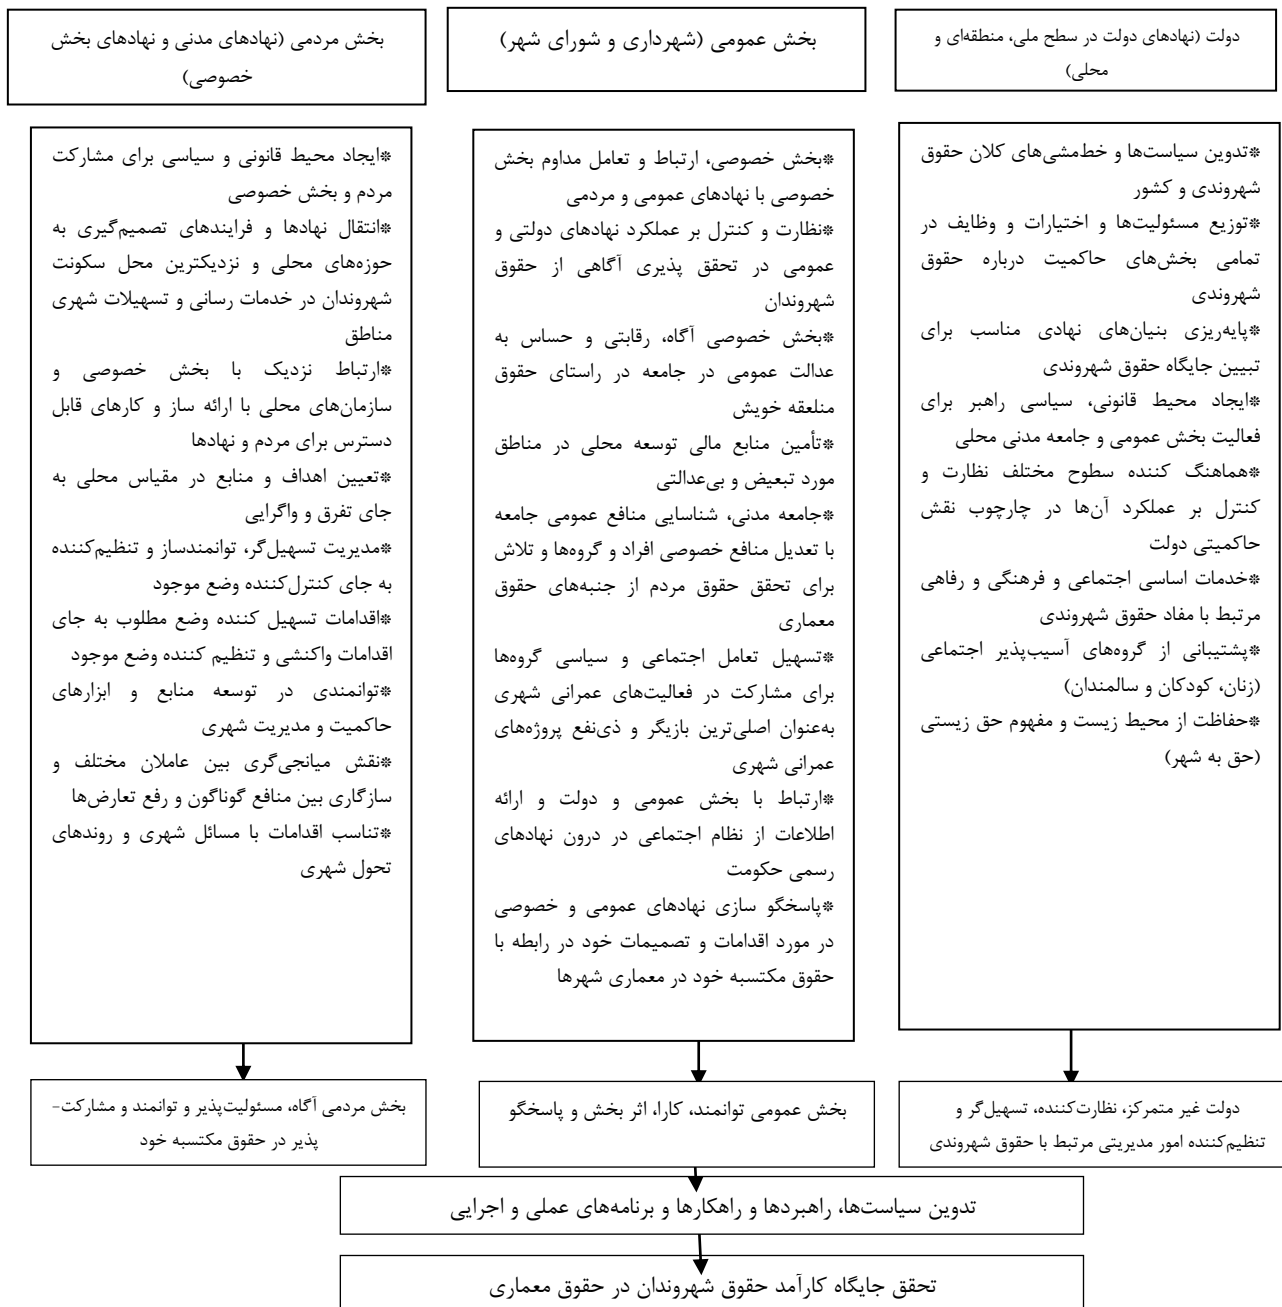 دولت (نهادهای دولت در سطح ملی، منطقه‌ای و
محلی)
بخش عمومی (شهرداری و شورای شهر)
بخش مردمی (نهادهای مدنی و نهادهای بخش
خصوصی)
*تدوین سیاست‌ها و خط‌مشی‌های کلان حقوق
شهروندی و کشور
*توزیع مسئولیت‌ها و اختیارات و وظایف در
تمامی بخش‌های حاکمیت درباره حقوق
شهروندی
*پایه‌ریزی بنیان‌های نهادی مناسب برای
تبیین جایگاه حقوق شهروندی
*ایجاد محیط قانونی، سیاسی راهبر برای
فعالیت بخش عمومی و جامعه مدنی محلی
*هماهنگ کننده سطوح مختلف نظارت و
کنترل بر عملکرد آن‌ها در چارچوب نقش
حاکمیتی دولت
*خدمات اساسی اجتماعی و فرهنگی و رفاهی
مرتبط با مفاد حقوق شهروندی
*پشتیبانی از گروه‌های آسیب‌پذیر اجتماعی
(زنان، کودکان و سالمندان)
*حفاظت از محیط زیست و مفهوم حق زیستی
(حق به شهر)
*بخش خصوصی، ارتباط و تعامل مداوم بخش
خصوصی با نهادهای عمومی و مردمی
*نظارت و کنترل بر عملکرد نهادهای دولتی و
عمومی در تحقق پذیری آگاهی از حقوق
شهروندان
*بخش خصوصی آگاه، رقابتی و حساس به
عدالت عمومی در جامعه در راستای حقوق
منلعقه خویش
*تأمین منابع مالی توسعه محلی در مناطق
مورد تبعیض و بی‌عدالتی
*جامعه مدنی، شناسایی منافع عمومی جامعه
با تعدیل منافع خصوصی افراد و گروه‌ها و تلاش
برای تحقق حقوق مردم از جنبه‌های حقوق
معماری
*تسهیل تعامل اجتماعی و سیاسی گروه‌ها
برای مشارکت در فعالیت‌های عمرانی شهری
به‌عنوان اصلی‌ترین بازیگر و ذی‌نفع پروژه‌های
عمرانی شهری
*ارتباط با بخش عمومی و دولت و ارائه
اطلاعات از نظام اجتماعی در درون نهادهای
رسمی حکومت
*پاسخگو سازی نهادهای عمومی و خصوصی
در مورد اقدامات و تصمیمات خود در رابطه با
حقوق مکتسبه خود در معماری شهرها
*ایجاد محیط قانونی و سیاسی برای مشارکت
مردم و بخش خصوصی
*انتقال نهادها و فرایندهای تصمیم‌گیری به
حوزه‌های محلی و نزدیکترین محل سکونت
شهروندان در خدمات رسانی و تسهیلات شهری
مناطق
*ارتباط نزدیک با بخش خصوصی و
سازمان‌های محلی با ارائه ساز و کارهای قابل
دسترس برای مردم و نهادها
*تعیین اهداف و منابع در مقیاس محلی به
جای تفرق و واگرایی
*مدیریت تسهیل‌گر، توانمندساز و تنظیم‌کننده
به جای کنترل‌کننده وضع موجود
*اقدامات تسهیل کننده وضع مطلوب به جای
اقدامات واکنشی و تنظیم کننده وضع موجود
*توانمندی در توسعه منابع و ابزارهای
حاکمیت و مدیریت شهری
*نقش میانجی‌گری بین عاملان مختلف و
سازگاری بین منافع گوناگون و رفع تعارض‌ها
*تناسب اقدامات با مسائل شهری و روندهای
تحول شهری
دولت غیر متمرکز، نظارت‌کننده، تسهیل‌گر و
تنظیم‌کننده امور مدیریتی مرتبط با حقوق شهروندی
بخش عمومی توانمند، کارا، اثر بخش و پاسخگو
بخش مردمی آگاه، مسئولیت‌پذیر و توانمند و مشارکت-
پذیر در حقوق مکتسبه خود
تدوین سیاست‌ها، راهبردها و راهکارها و برنامه‌های عملی و اجرایی
تحقق جایگاه کارآمد حقوق شهروندان در حقوق معماری